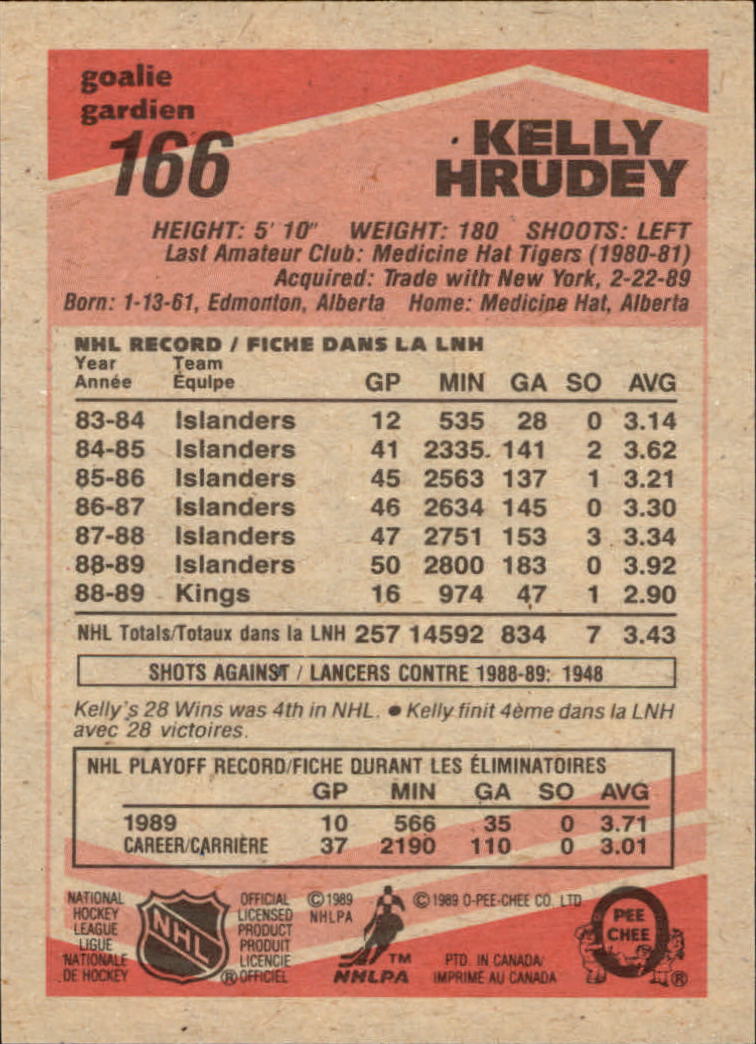 goalie
gardien
166
KELLY
HRUDEY
HEIGHT: 5' 10" WEIGHT: 180 SHOOTS: LEFT
Last Amateur Club: Medicine Hat Tigers (1980-81)
Acquired: Trade with New York, 2-22-89
Born: 1-13-61, Edmonton, Alberta Home: Medicine Hat, Alberta
NHL RECORD / FICHE DANS LA LNH
Year Team
Année Équipe GP MIN GA SO AVG
83-84 Islanders 12 535 28 0 3.14
84-85 Islanders 41 2335 141 2 3.62
85-86 Islanders 45 2563 137 1 3.21
86-87 Islanders 46 2634 145 0 3.30
87-88 Islanders 47 2751 153 3 3.34
88-89 Islanders 50 2800 183 0 3.92
88-89 Kings 16 974 47 1 2.90
NHL Totals/Totaux dans la LNH 257 14592 834 7 3.43
SHOTS AGAINST / LANCERS CONTRE 1988-89: 1948
Kelly's 28 Wins was 4th in NHL. • Kelly finit 4ème dans la LNH
avec 28 victoires.
NHL PLAYOFF RECORD/FICHE DURANT LES ÉLIMINATOIRES
GP MIN GA SO AVG
1989 10 566 35 0 3.71
CAREER/CARRIÈRE 37 2190 110 0 3.01
NATIONAL
HOCKEY
LEAGUE
LIGUE
NATIONALE
DE HOCKEY
NHL
®
OFFICIAL
LICENSED
PRODUCT
PRODUIT
LICENCIE
OFFICIEL
©1989
NHLPA
TM
NHLPA
©1989 O-PEE-CHEE CO. LTD.
PTD. IN CANADA/
IMPRIMÉ AU CANADA
PEE
CHEE
®